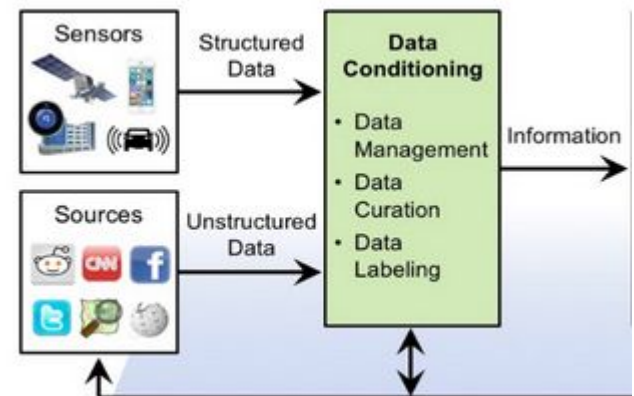 Sensors
Structured
Data
Data
Conditioning
• Data
Management
• Data
Curation
• Data
Labeling
Information
Sources
Unstructured
Data
CNN
f
t